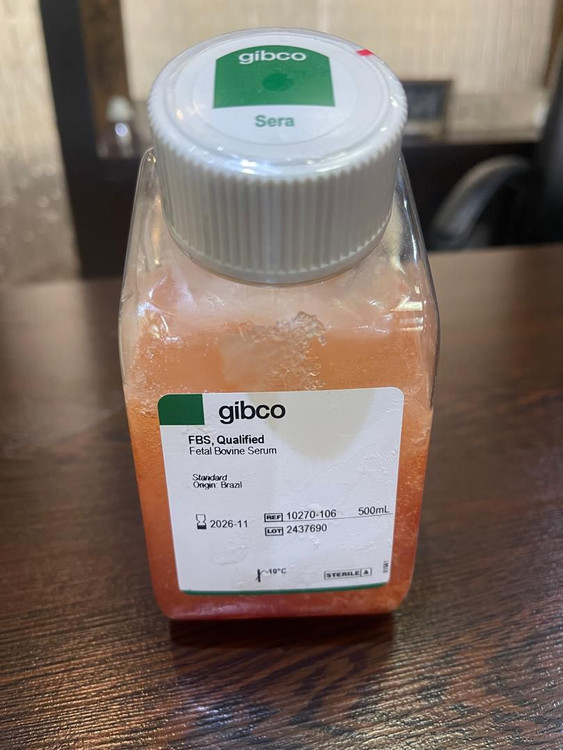 gibco
Sera
gibco
FBS, Qualified
Fetal Bovine Serum
Standard
Origin: Brazil
2026-11
REF 10270-106 500mL
LOT 2437690
-10°C
STERILE A